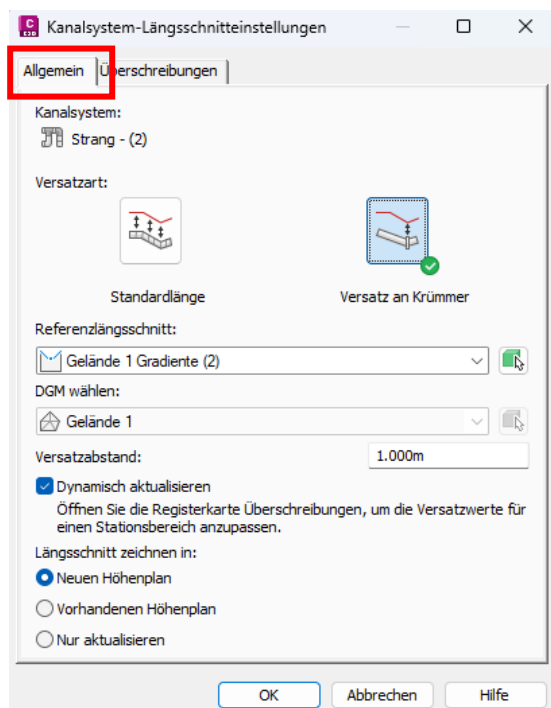 C
C3D
Kanalsystem-Längsschnitteinstellungen
Allgemein Überschreibungen
Kanalsystem:
Strang - (2)
Versatzart:
Standardlänge Versatz an Krümmer
Referenzlängsschnitt:
Gelände 1 Gradiente (2)
DGM wählen:
Gelände 1
Versatzabstand: 1.000m
Dynamisch aktualisieren
Öffnen Sie die Registerkarte Überschreibungen, um die Versatzwerte für
einen Stationsbereich anzupassen.
Längsschnitt zeichnen in:
Neuen Höhenplan
Vorhandenen Höhenplan
Nur aktualisieren
OK Abbrechen Hilfe